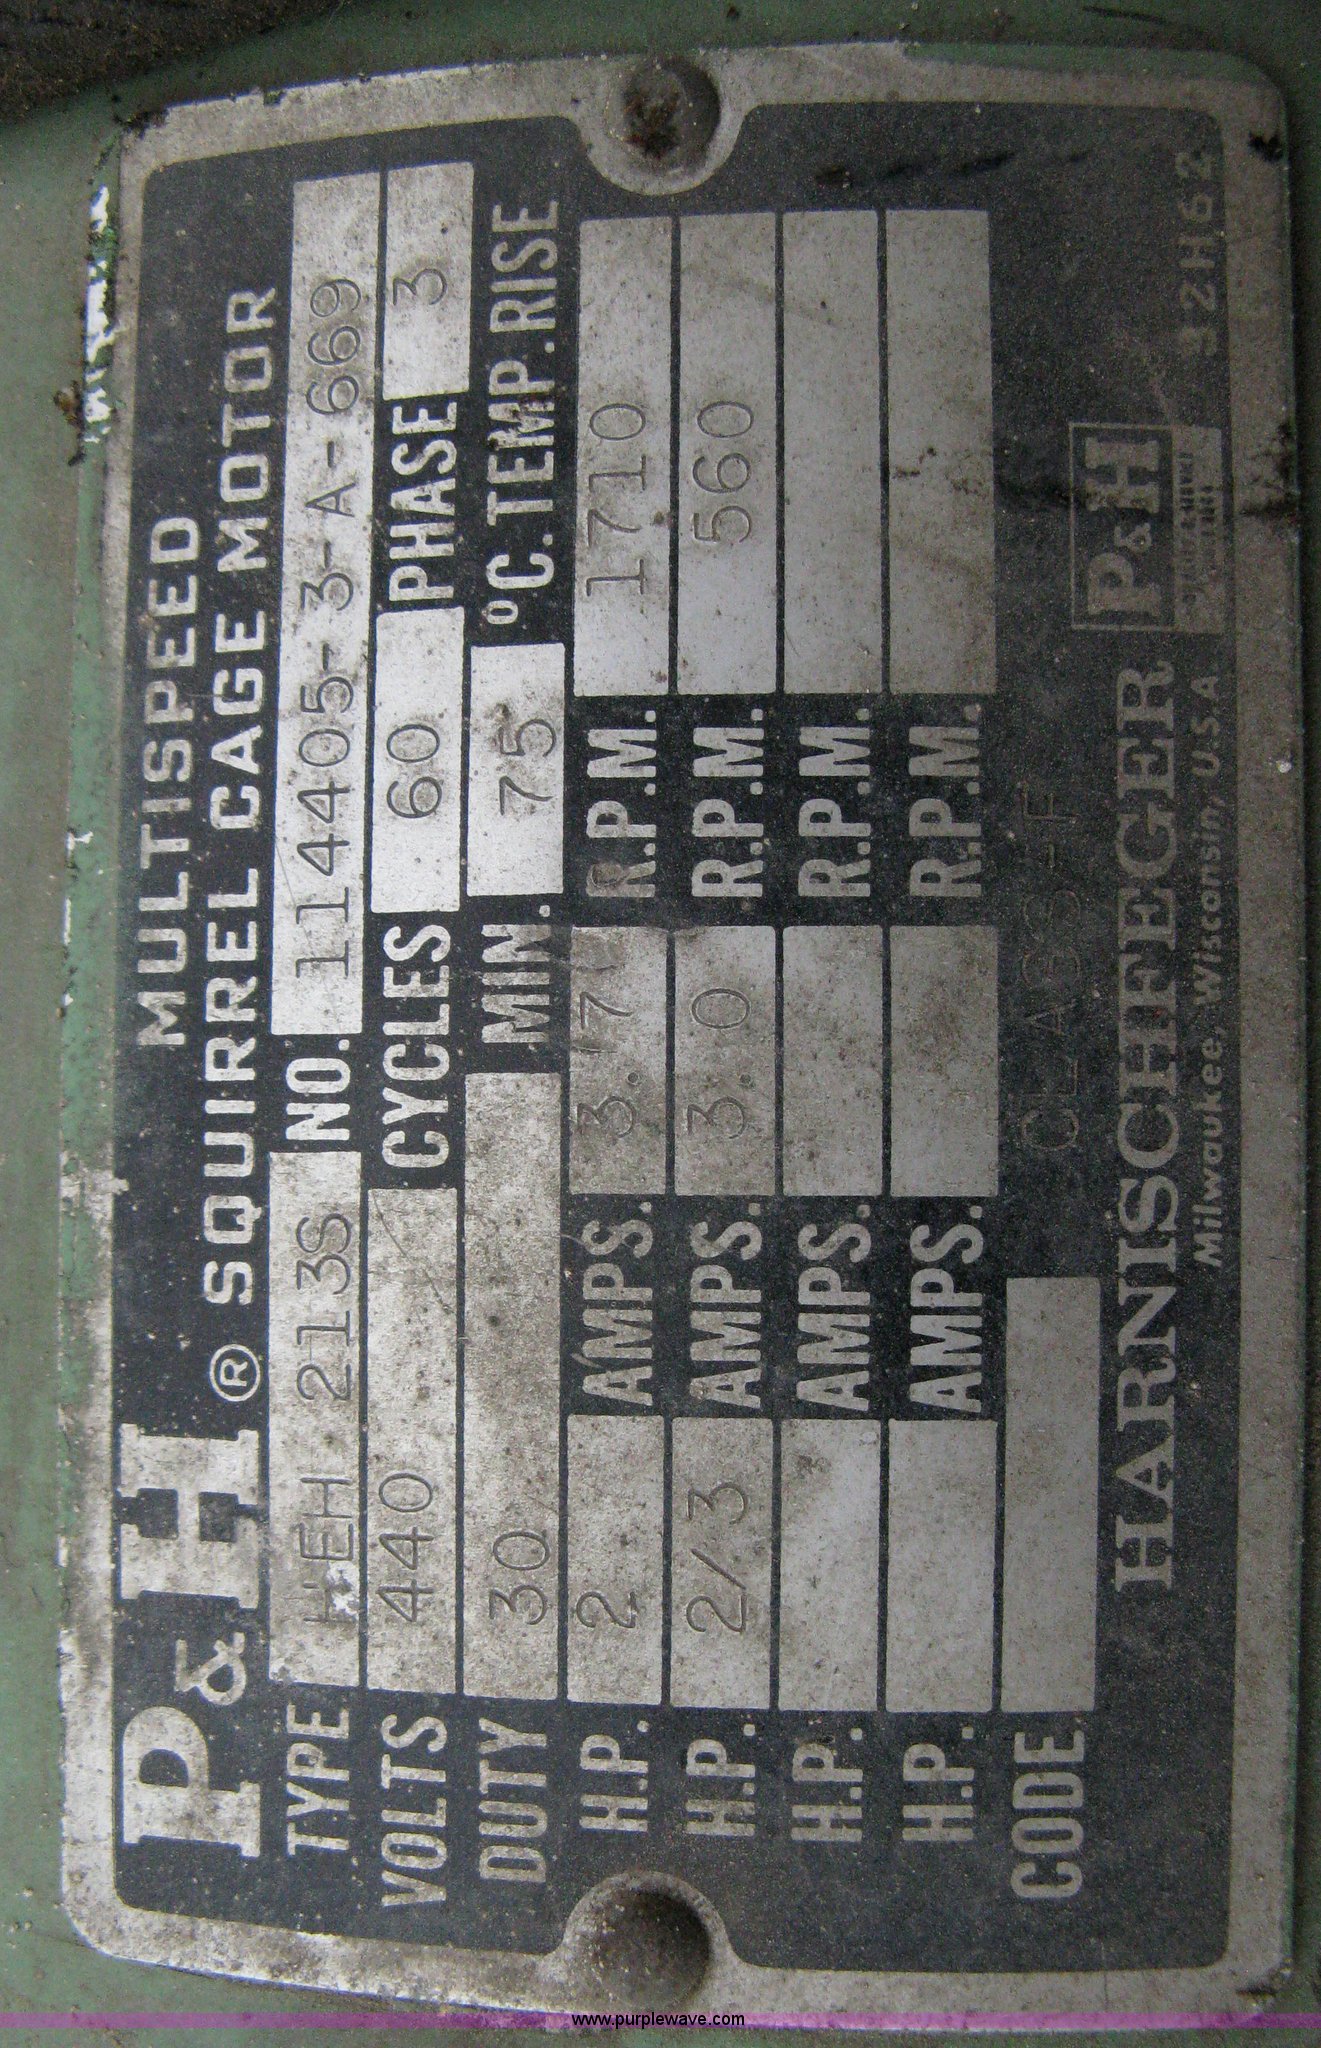 P&H® MULTISPEED
SQUIRREL CAGE MOTOR
TYPE HEH 213S NO. 114405-3-A-669
VOLTS 440 CYCLES 60 PHASE 3
DUTY 30 MIN. 75 °C. TEMP. RISE
H.P. 2 AMPS. 3.7 R.P.M. 1710
H.P. 2/3 AMPS. 3.0 R.P.M. 560
H.P. AMPS. R.P.M.
H.P. AMPS. R.P.M.
CODE CLASS-F
HARNISCHFEGER P&H
Milwaukee, Wisconsin, U.S.A
www.purplewave.com